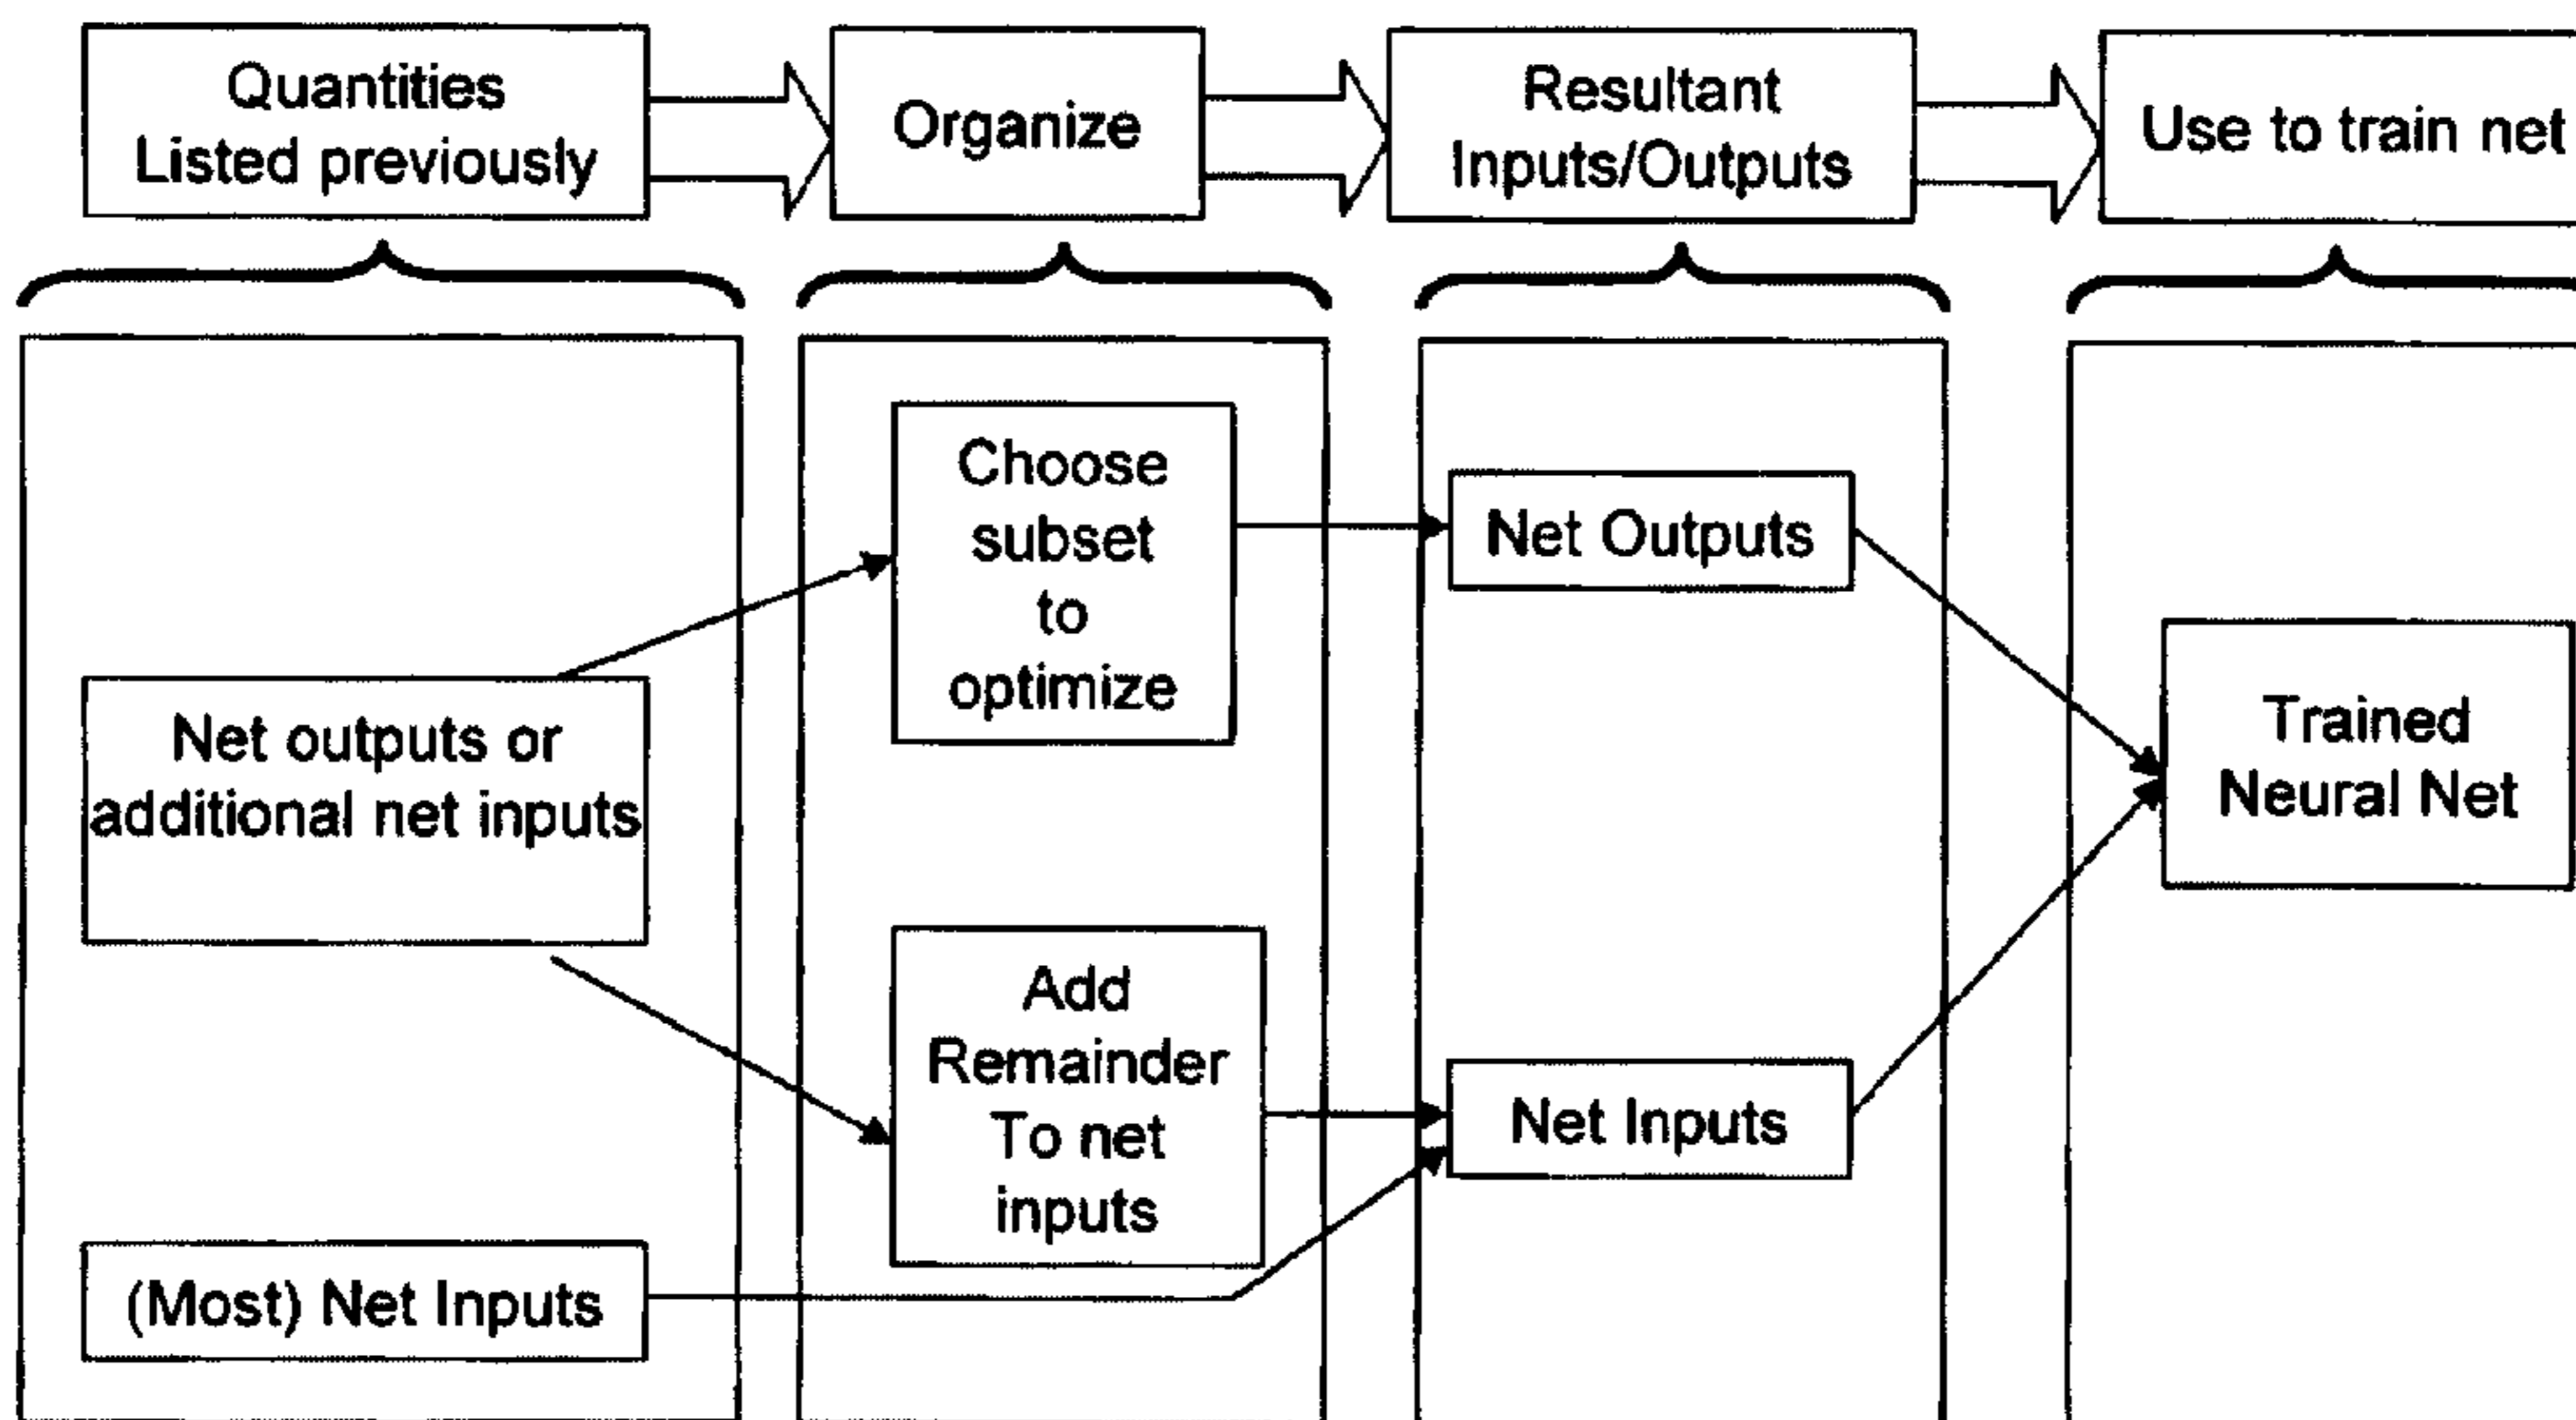 Quantities
Listed previously
Organize
Resultant
Inputs/Outputs
Use to train net
Net outputs or
additional net inputs
(Most) Net Inputs
Choose
subset
to
optimize
Add
Remainder
To net
inputs
Net Outputs
Net Inputs
Trained
Neural Net